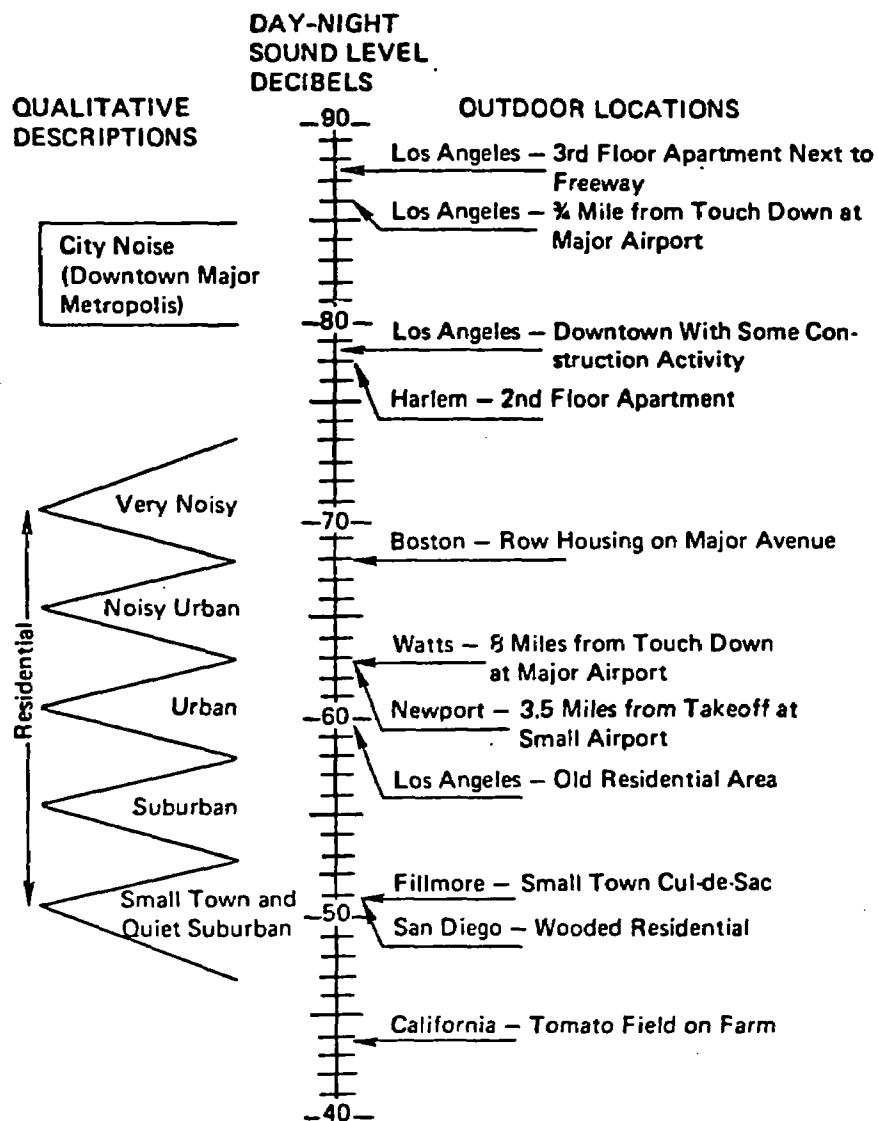 DAY-NIGHT
SOUND LEVEL
DECIBELS
QUALITATIVE
DESCRIPTIONS
OUTDOOR LOCATIONS
—90—
Los Angeles — 3rd Floor Apartment Next to
Freeway
Los Angeles — ¾ Mile from Touch Down at
Major Airport
City Noise
(Downtown Major
Metropolis)
—80—
Los Angeles — Downtown With Some Con-
struction Activity
Harlem — 2nd Floor Apartment
Very Noisy
—70—
Boston — Row Housing on Major Avenue
Noisy Urban
Watts — 8 Miles from Touch Down
at Major Airport
Residential
Urban
—60—
Newport — 3.5 Miles from Takeoff at
Small Airport
Los Angeles — Old Residential Area
Suburban
Small Town and
Quiet Suburban
Fillmore — Small Town Cul-de-Sac
—50—
San Diego — Wooded Residential
California — Tomato Field on Farm
—40—